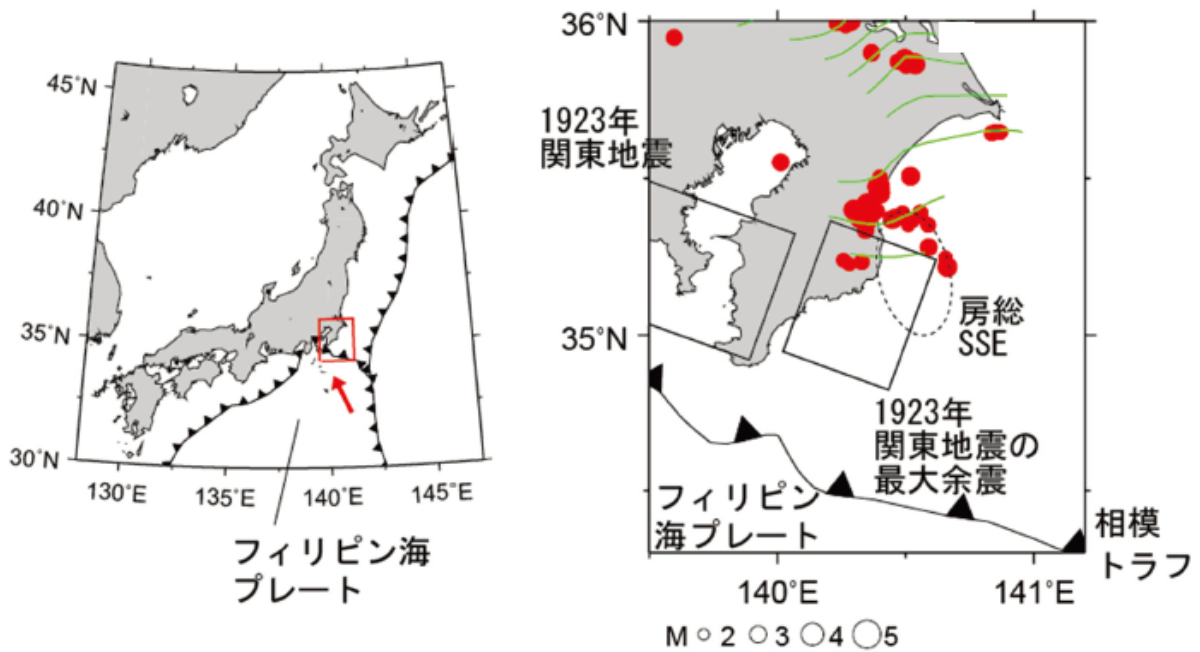 45°N
40°N
35°N
30°N
130°E
135°E
140°E
145°E
フィリピン海
プレート
36°N
35°N
1923年
関東地震
房総
SSE
1923年
関東地震の
最大余震
フィリピン
海プレート
相模
トラフ
140°E
141°E
M 2 3 4 5